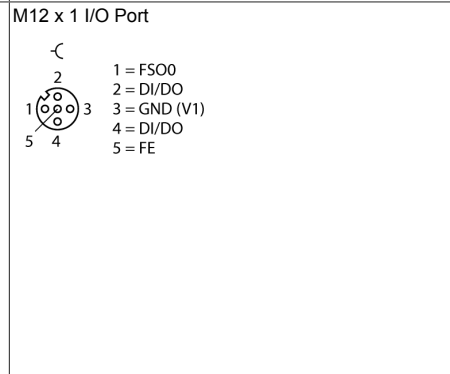 M12 x 1 I/O Port
2
1 3
5 4
1 = FSO0
2 = DI/DO
3 = GND (V1)
4 = DI/DO
5 = FE